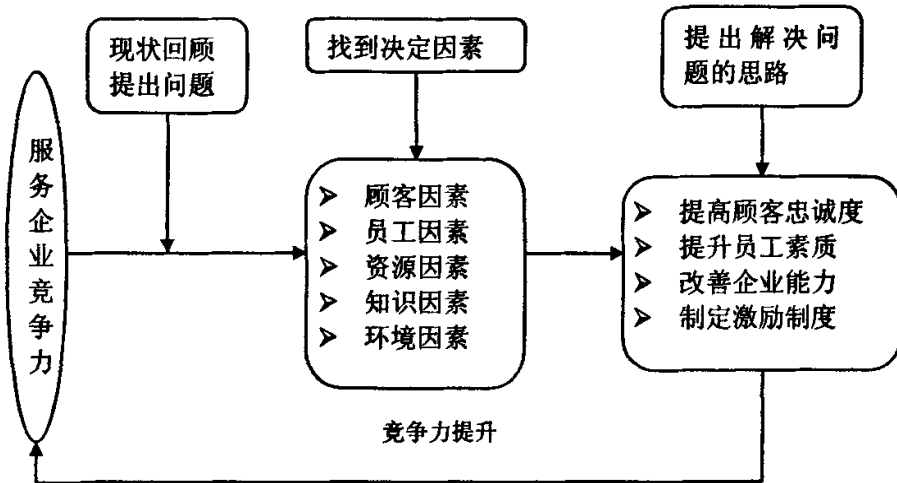 现状回顾
提出问题
找到决定因素
提出解决问
题的思路
服务企业竞争力
➢ 顾客因素
➢ 员工因素
➢ 资源因素
➢ 知识因素
➢ 环境因素
➢ 提高顾客忠诚度
➢ 提升员工素质
➢ 改善企业能力
➢ 制定激励制度
竞争力提升